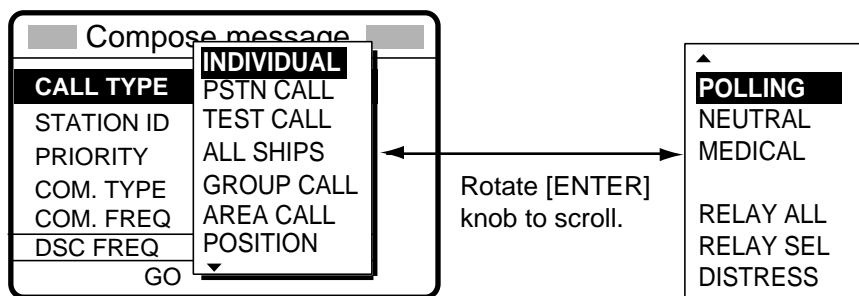 Compose message
CALL TYPE
STATION ID
PRIORITY
COM. TYPE
COM. FREQ
DSC FREQ
GO
INDIVIDUAL
PSTN CALL
TEST CALL
ALL SHIPS
GROUP CALL
AREA CALL
POSITION
Rotate [ENTER]
knob to scroll.
POLLING
NEUTRAL
MEDICAL
RELAY ALL
RELAY SEL
DISTRESS